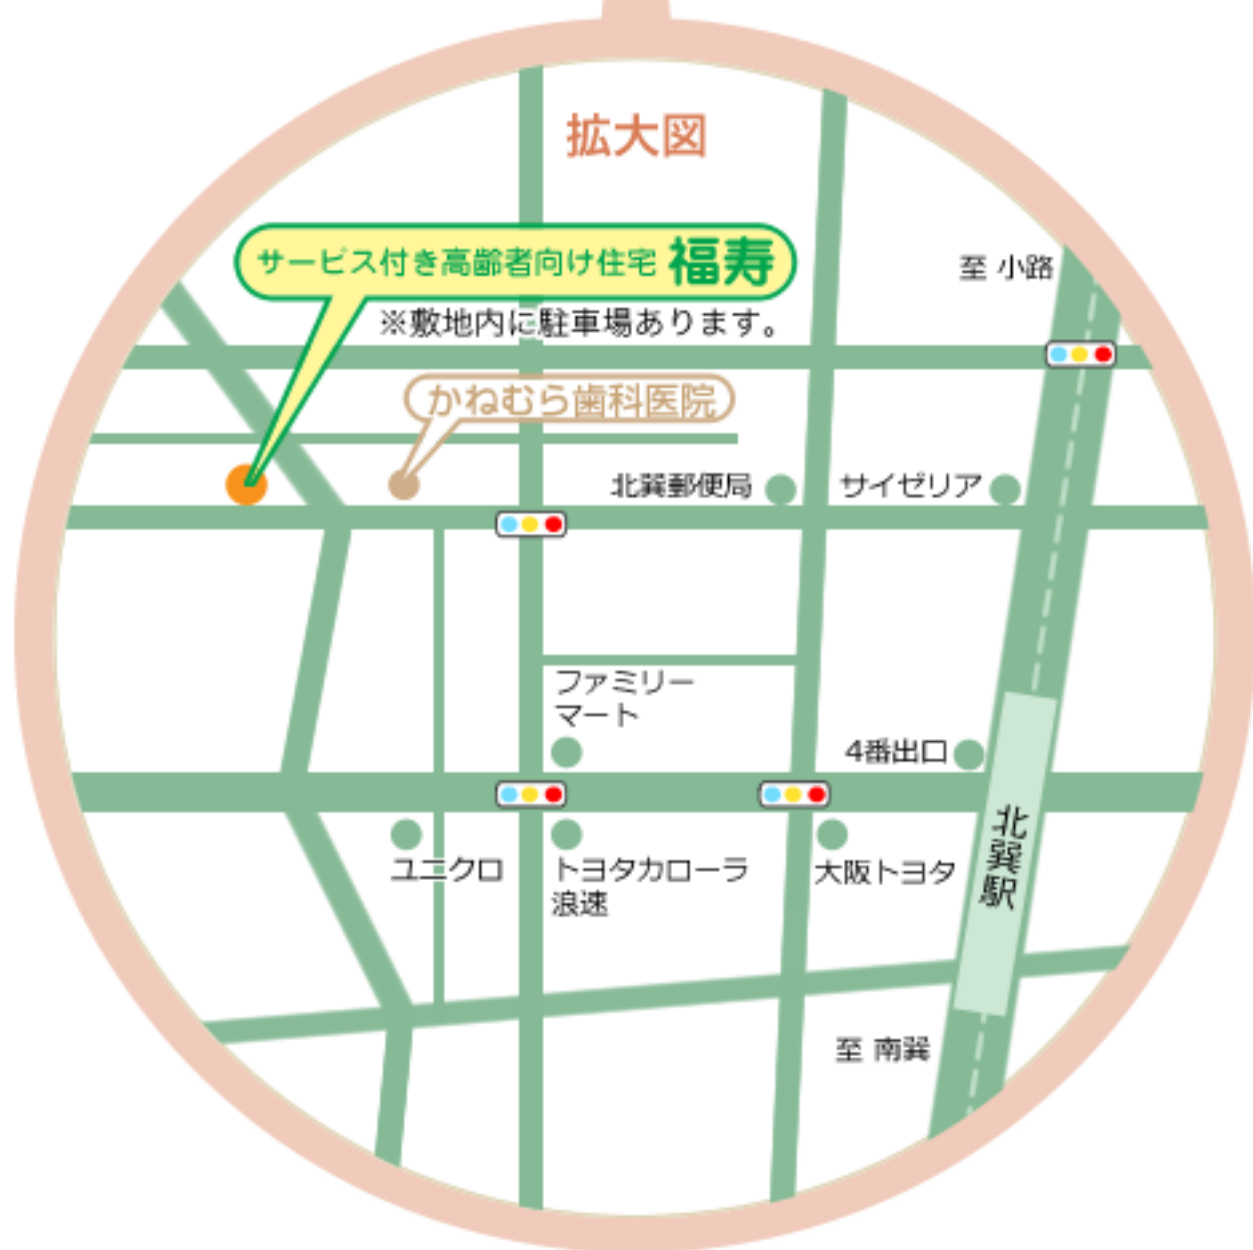 拡大図
サービス付き高齢者向け住宅 福寿
※敷地内に駐車場あります。
至 小路
かねむら歯科医院
北巽郵便局
サイゼリア
ファミリー
マート
4番出口
北巽駅
ユニクロ
トヨタカローラ
浪速
大阪トヨタ
至 南巽